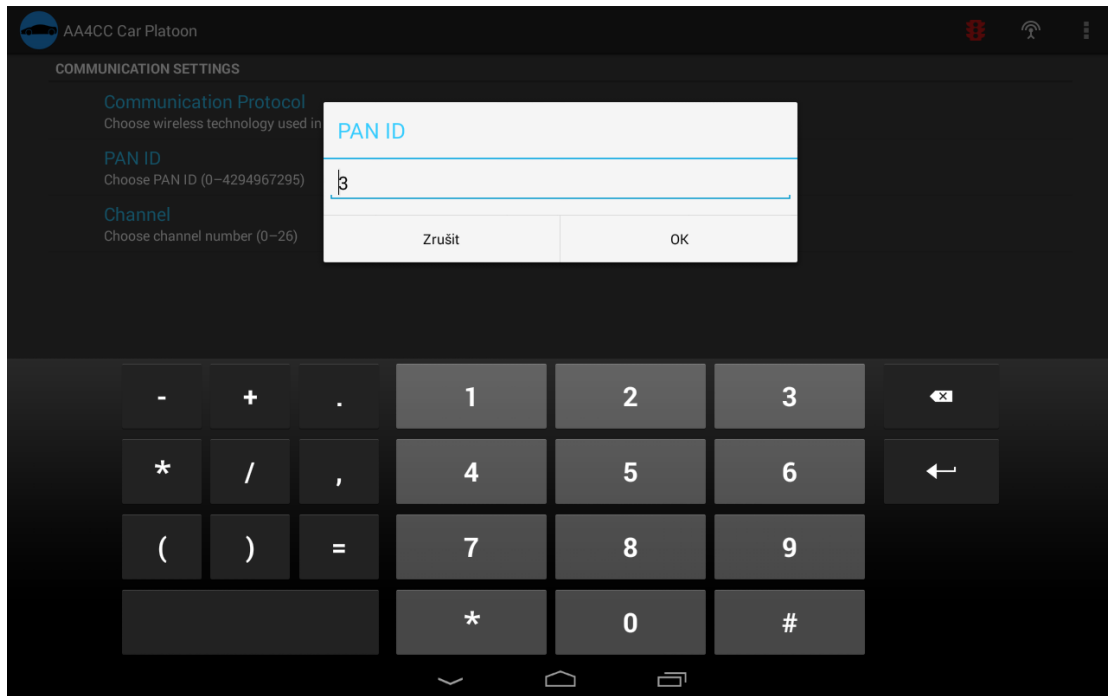 AA4CC Car Platoon
COMMUNICATION SETTINGS
Communication Protocol
Choose wireless technology used in
PAN ID
Choose PAN ID (0–4294967295)
Channel
Choose channel number (0–26)
PAN ID
3
Zrušit OK
- + . 1 2 3
* / , 4 5 6
( ) = 7 8 9
* 0 #